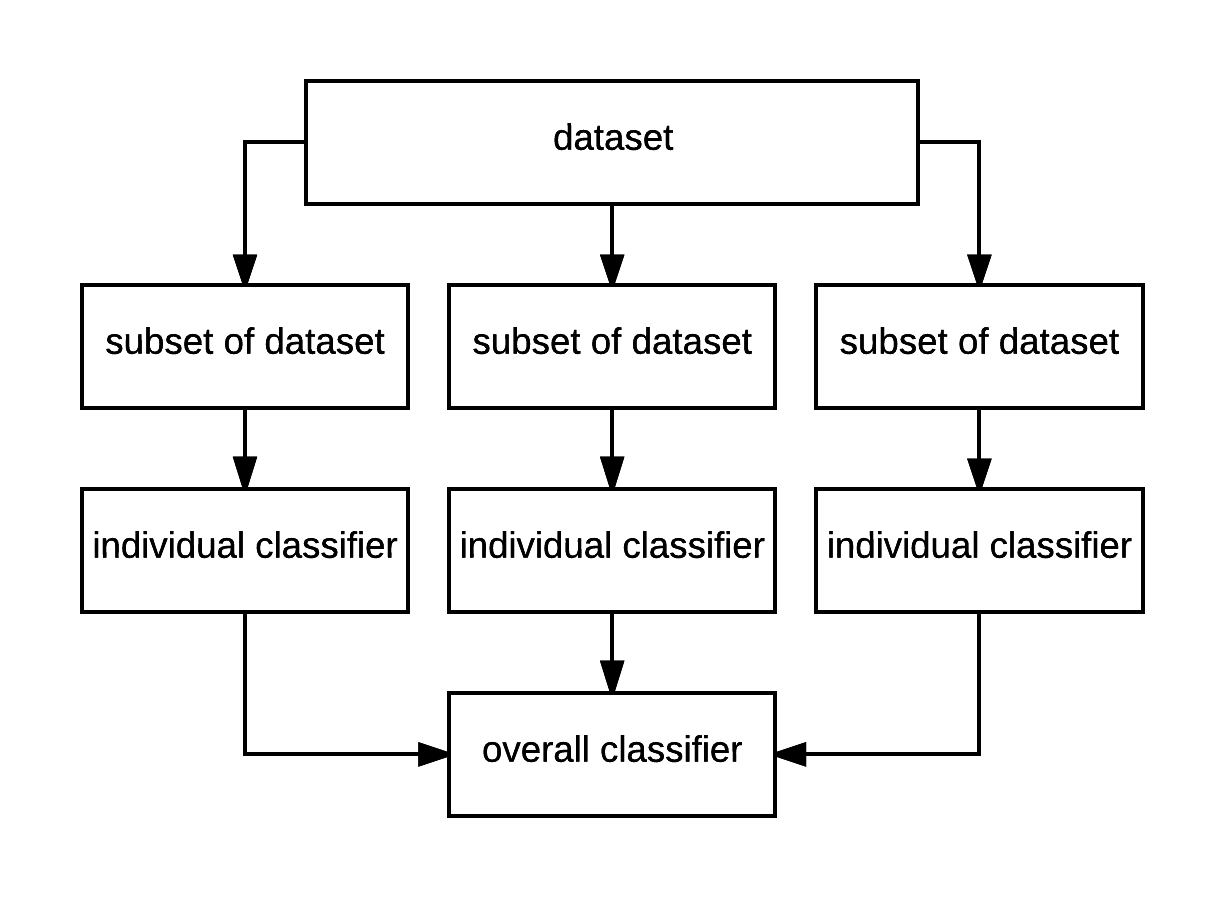 dataset
subset of dataset
subset of dataset
subset of dataset
individual classifier
individual classifier
individual classifier
overall classifier